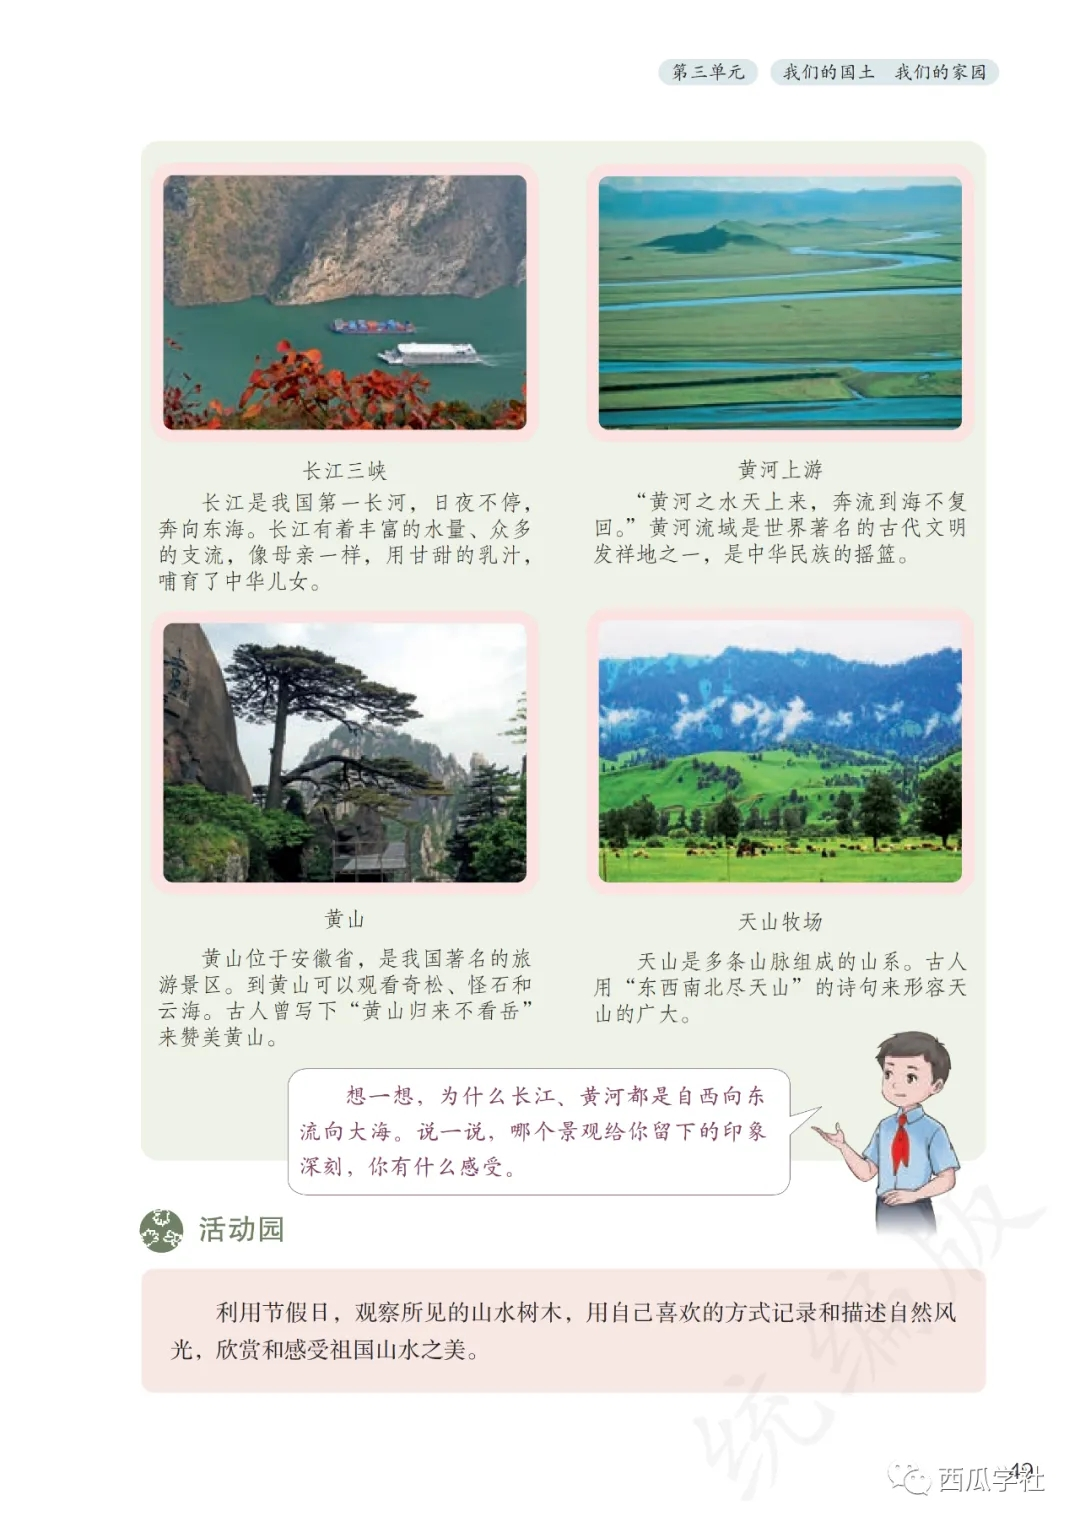 第三单元 我们的国土 我们的家园
长江三峡
长江是我国第一长河，日夜不停，
奔向东海。长江有着丰富的水量、众多
的支流，像母亲一样，用甘甜的乳汁，
哺育了中华儿女。
黄河上游
“黄河之水天上来，奔流到海不复
回。”黄河流域是世界著名的古代文明
发祥地之一，是中华民族的摇篮。
黄山
黄山位于安徽省，是我国著名的旅
游景区。到黄山可以观看奇松、怪石和
云海。古人曾写下“黄山归来不看岳”
来赞美黄山。
天山牧场
天山是多条山脉组成的山系。古人
用“东西南北尽天山”的诗句来形容天
山的广大。
想一想，为什么长江、黄河都是自西向东
流向大海。说一说，哪个景观给你留下的印象
深刻，你有什么感受。
活动园
利用节假日，观察所见的山水树木，用自己喜欢的方式记录和描述自然风
光，欣赏和感受祖国山水之美。
统编版
49
西瓜学社